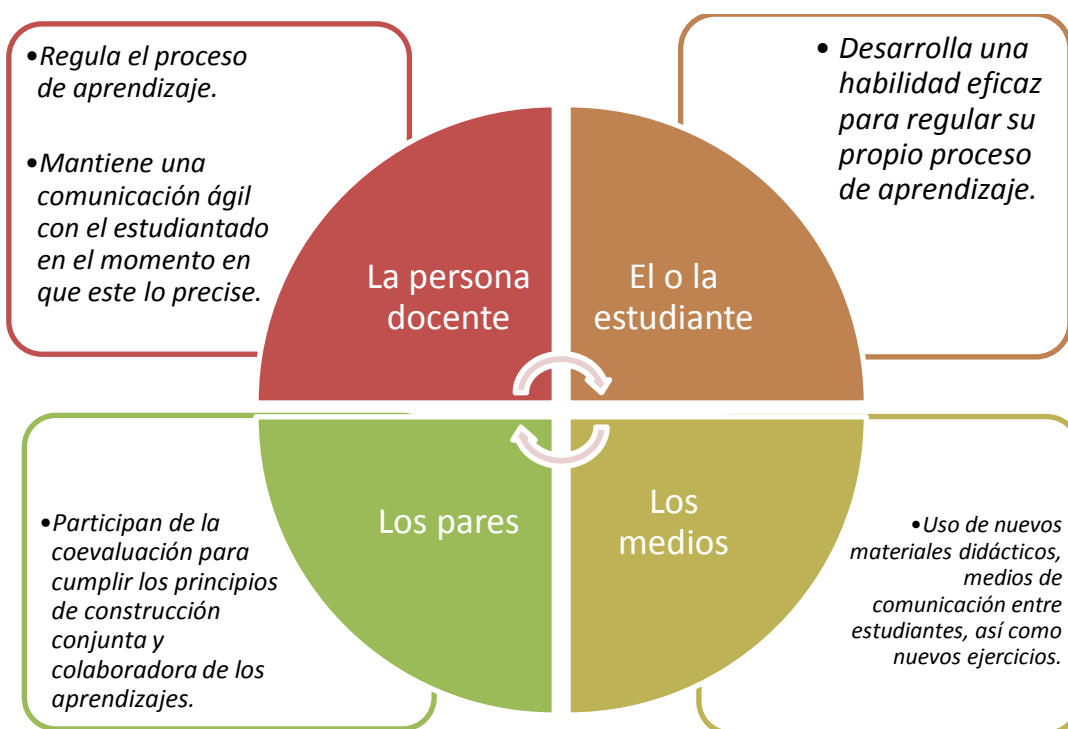 •Regula el proceso
de aprendizaje.
•Mantiene una
comunicación ágil
con el estudiantado
en el momento en
que este lo precise.
• Desarrolla una
habilidad eficaz
para regular su
propio proceso
de aprendizaje.
La persona
docente
El o la
estudiante
Los pares
Los
medios
•Participan de la
coevaluación para
cumplir los principios
de construcción
conjunta y
colaboradora de los
aprendizajes.
•Uso de nuevos
materiales didácticos,
medios de
comunicación entre
estudiantes, así como
nuevos ejercicios.